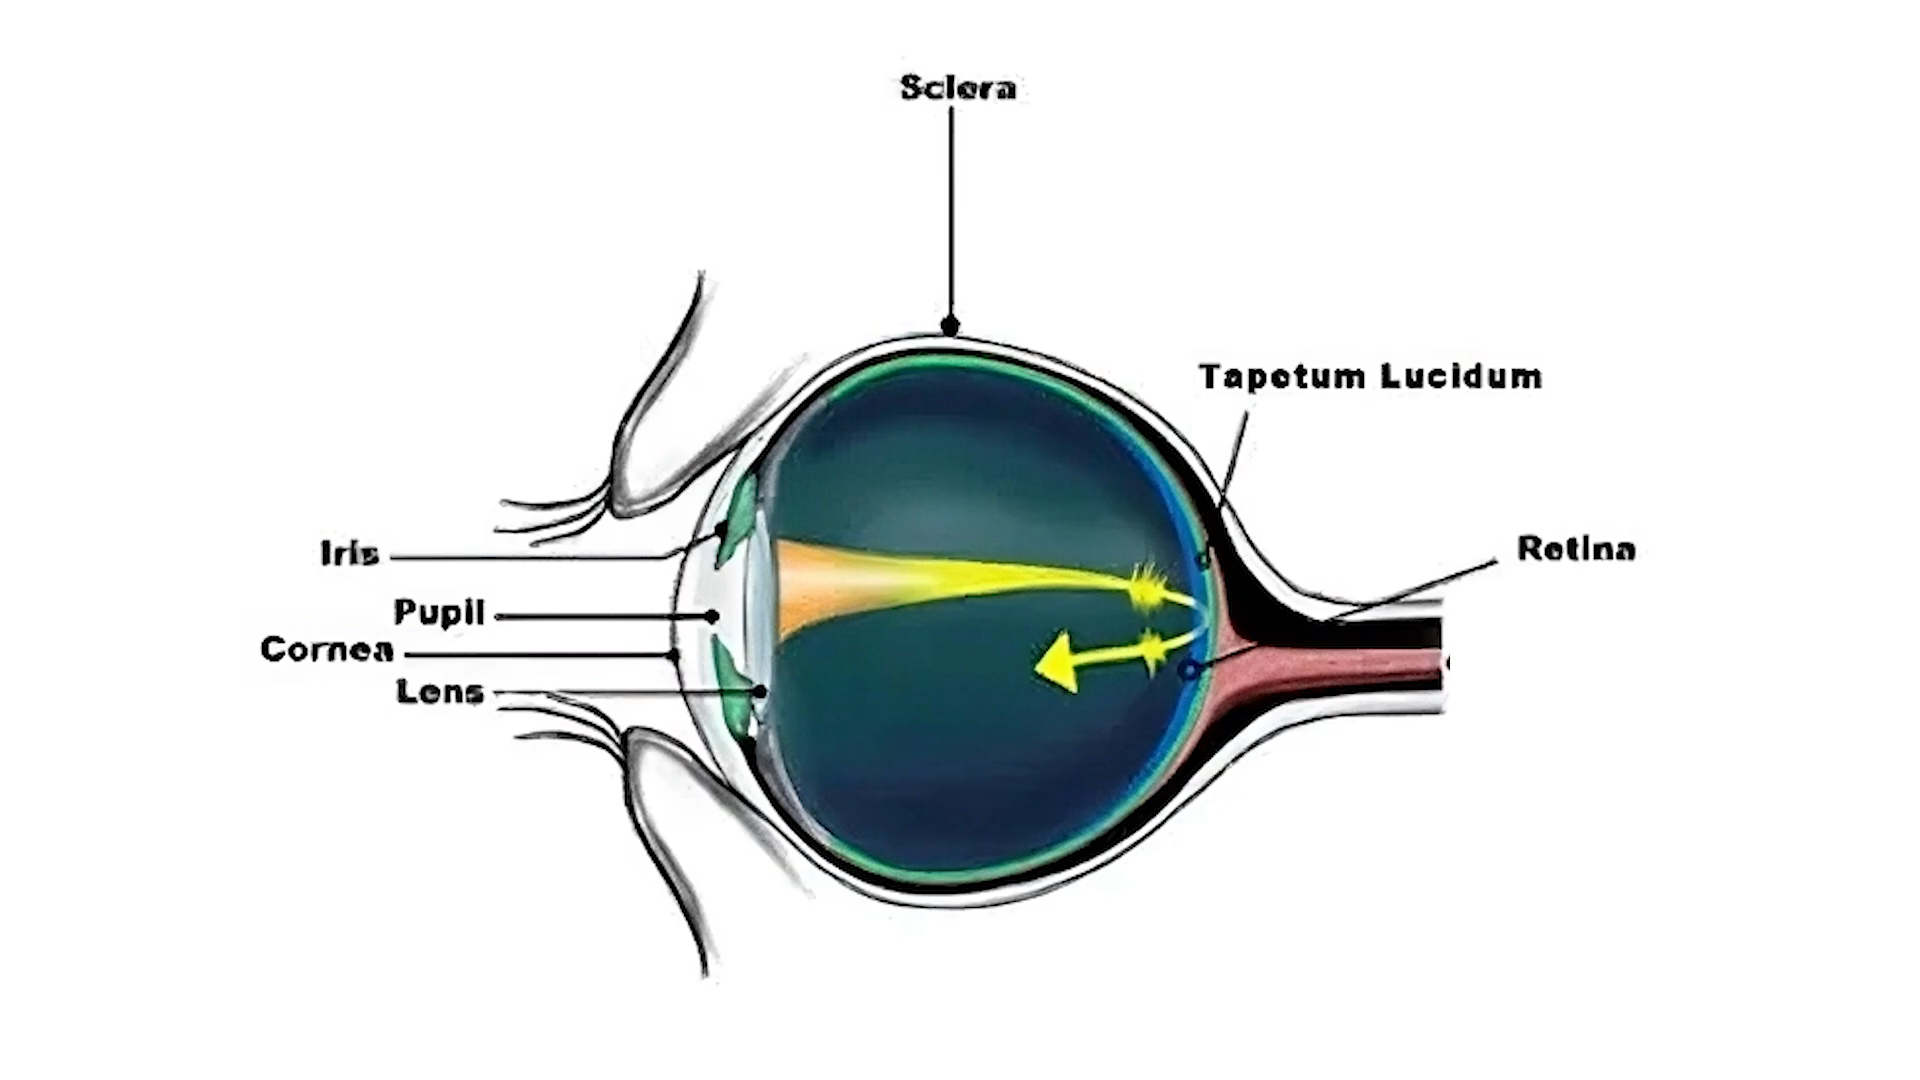 Sclera
Tapetum Lucidum
Iris
Retina
Pupil
Cornea
Lens